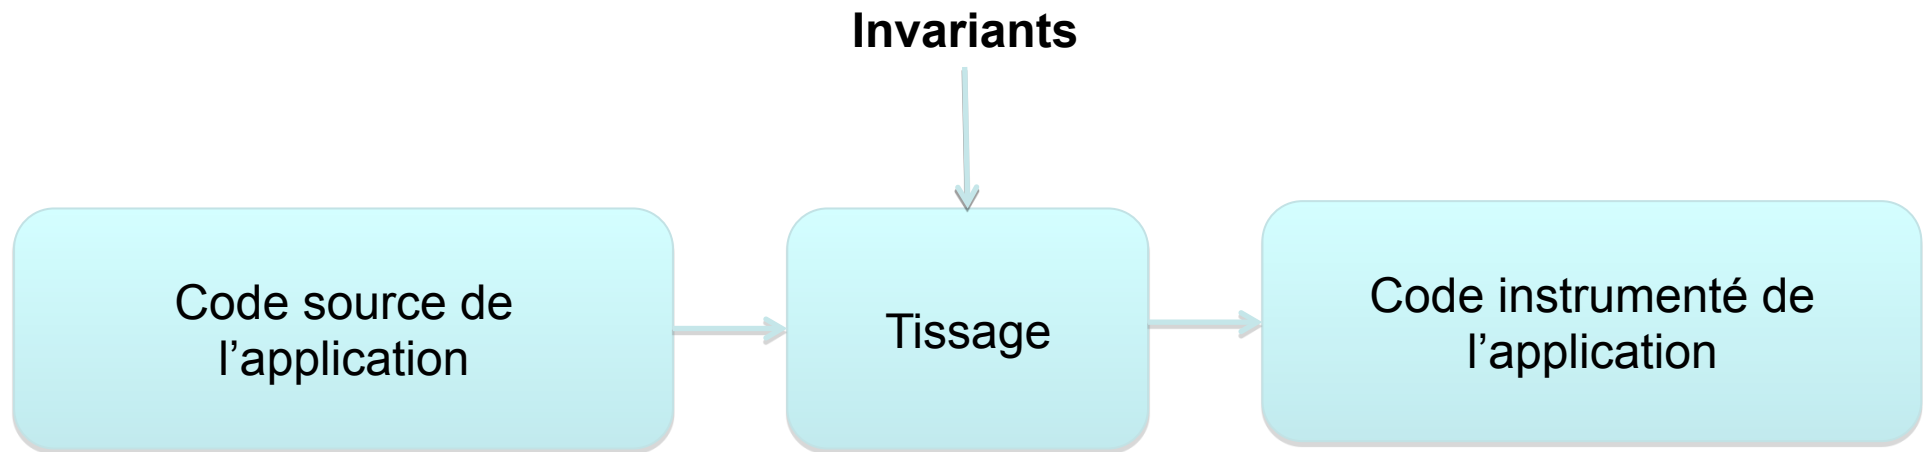 Invariants
Code source de
l’application
Tissage
Code instrumenté de
l’application